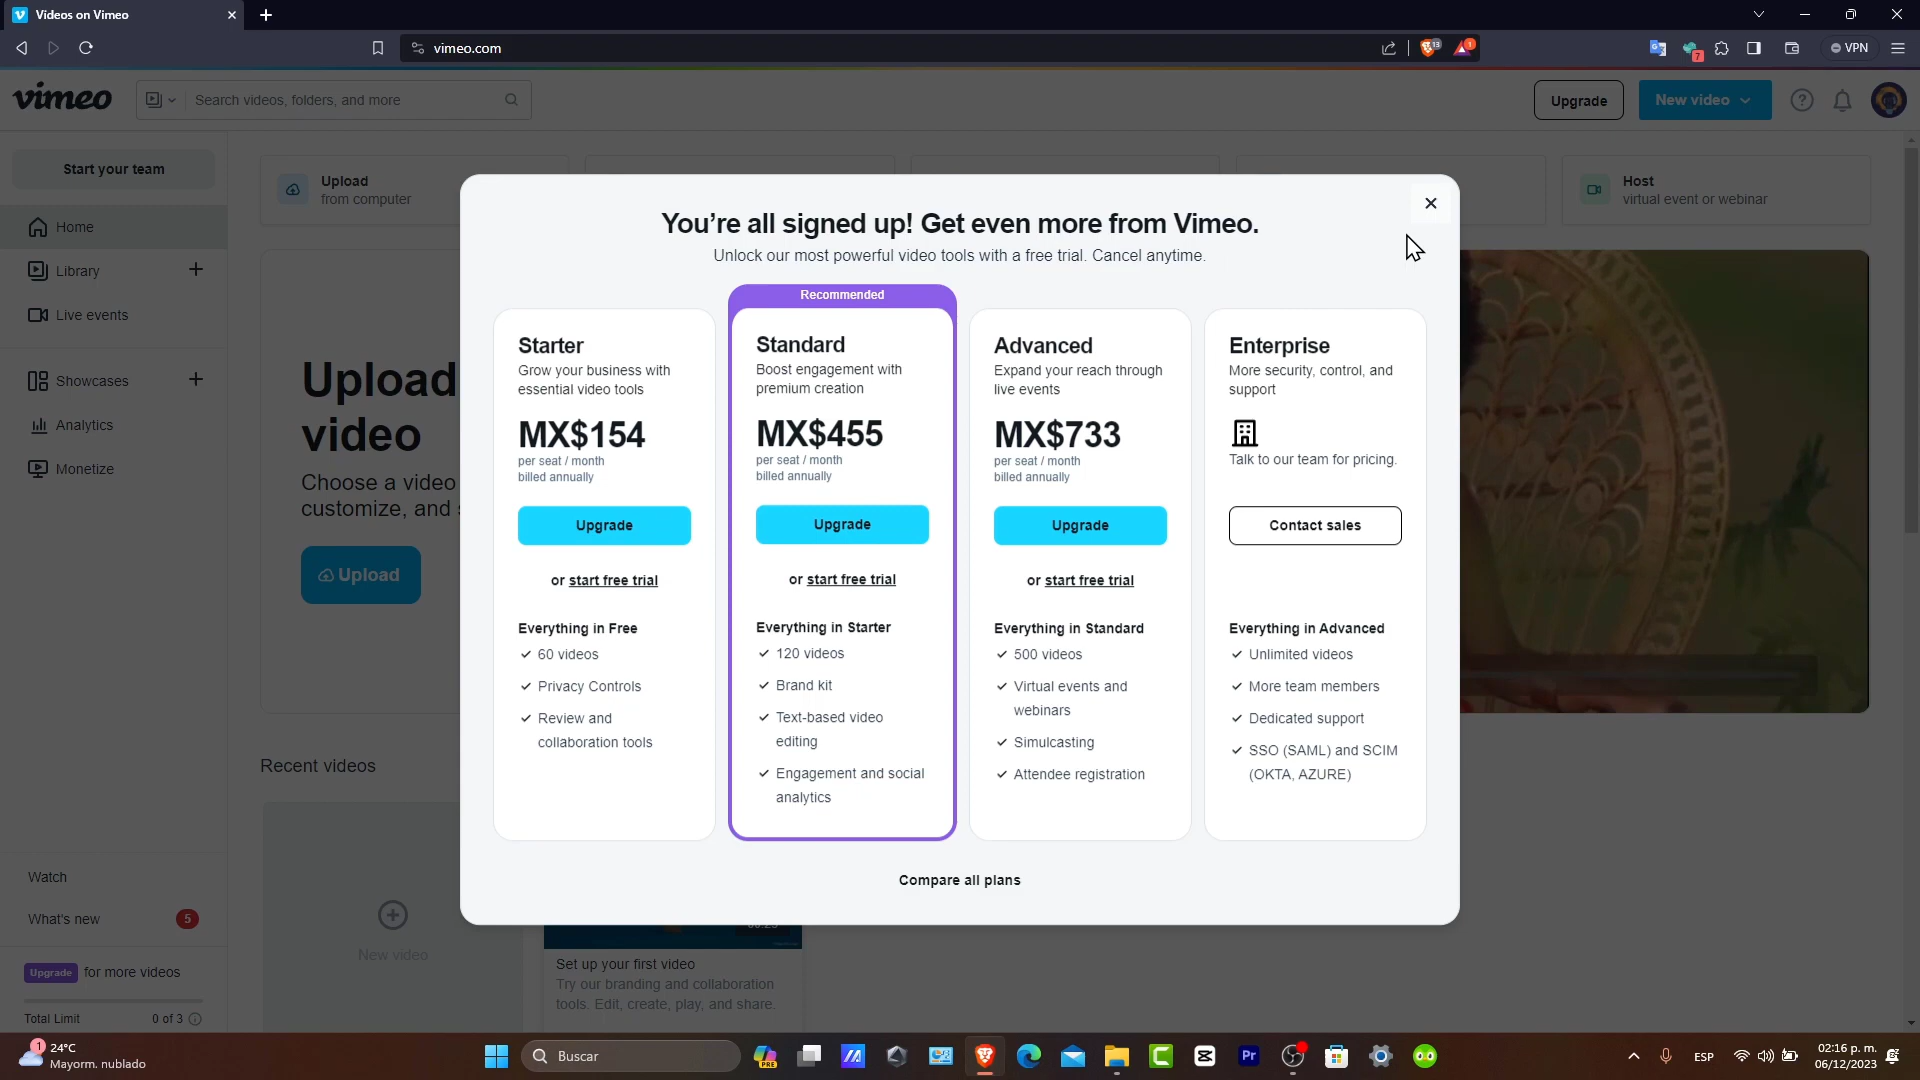 Videos on Vimeo
vimeo.com
13
1
7
VPN
vimeo
Search videos, folders, and more
Upgrade
New video
Start your team
Home
Library
Live events
Showcases
Analytics
Monetize
Watch
What's new
5
Upgrade for more videos
Total Limit
0 of 3
Upload
from computer
Host
virtual event or webinar
Upload
video
Choose a video
customize, and
Upload
Recent videos
New video
Set up your first video
Try our branding and collaboration
tools. Edit, create, play, and share.
You’re all signed up! Get even more from Vimeo.
Unlock our most powerful video tools with a free trial. Cancel anytime.
Starter
Grow your business with
essential video tools
MX$154
per seat / month
billed annually
Upgrade
or start free trial
Everything in Free
60 videos
Privacy Controls
Review and
collaboration tools
Recommended
Standard
Boost engagement with
premium creation
MX$455
per seat / month
billed annually
Upgrade
or start free trial
Everything in Starter
120 videos
Brand kit
Text-based video
editing
Engagement and social
analytics
Advanced
Expand your reach through
live events
MX$733
per seat / month
billed annually
Upgrade
or start free trial
Everything in Standard
500 videos
Virtual events and
webinars
Simulcasting
Attendee registration
Enterprise
More security, control, and
support
Talk to our team for pricing.
Contact sales
Everything in Advanced
Unlimited videos
More team members
Dedicated support
SSO (SAML) and SCIM
(OKTA, AZURE)
Compare all plans
1
24°C
Mayorm. nublado
Buscar
PRE
Pr
ESP
02:16 p. m.
06/12/2023